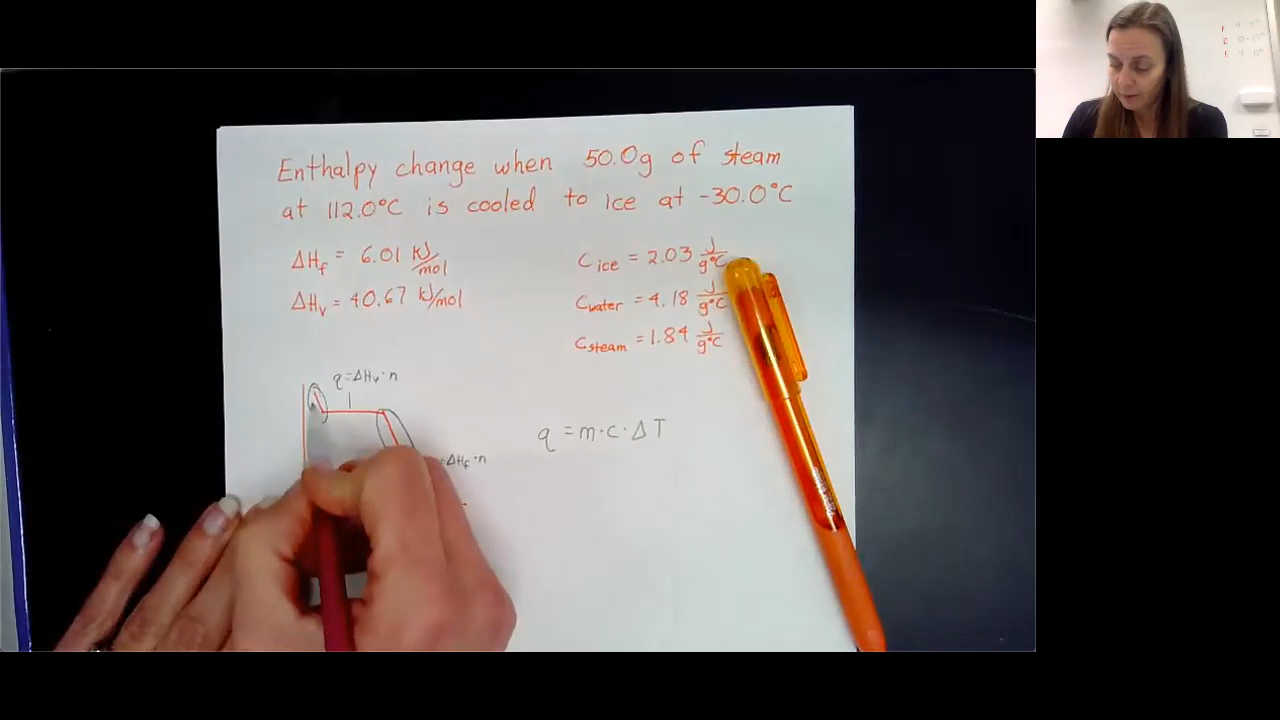 Enthalpy change when 50.0g of steam
at 112.0°C is cooled to ice at -30.0°C
ΔHf = 6.01 kJ/mol
ΔHv = 40.67 kJ/mol
Cice = 2.03 J/g°C
Cwater = 4.18 J/g°C
Csteam = 1.84 J/g°C
q=ΔHv·n
=ΔHf·n
q = m·c·ΔT